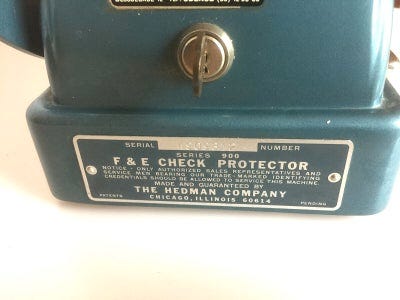 SERIAL NUMBER
SERIES 900
F & E CHECK PROTECTOR
NOTICE - ONLY AUTHORIZED SALES REPRESENTATIVES AND
SERVICE MEN BEARING OUR TRADE-MARKED IDENTIFYING
CREDENTIALS SHOULD BE ALLOWED TO SERVICE THIS MACHINE.
MADE AND GUARANTEED BY
THE HEDMAN COMPANY
PATENTS CHICAGO, ILLINOIS 60614 PENDING